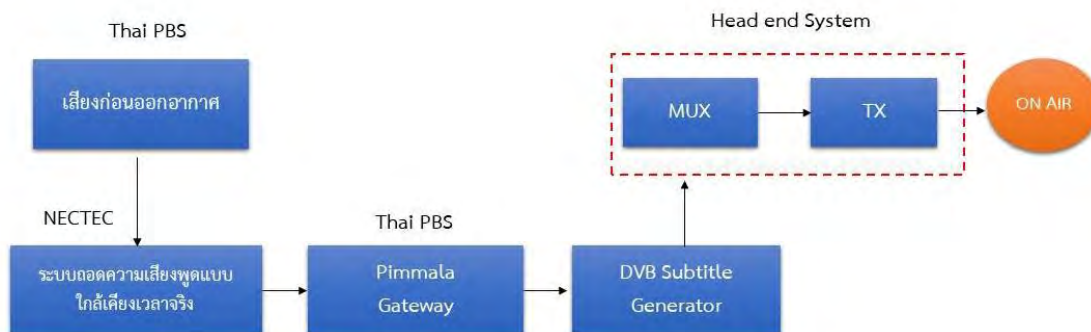 Thai PBS
Head end System
เสียงก่อนออกอากาศ
MUX
TX
ON AIR
NECTEC
Thai PBS
ระบบถอดความเสียงพูดแบบ
ใกล้เคียงเวลาจริง
Pimmala
Gateway
DVB Subtitle
Generator